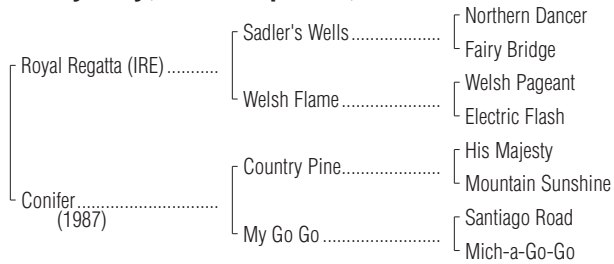 Northern Dancer
Sadler's Wells
Fairy Bridge
Royal Regatta (IRE)
Welsh Pageant
Welsh Flame
Electric Flash
His Majesty
Country Pine
Mountain Sunshine
Conifer
(1987)
Santiago Road
My Go Go
Mich-a-Go-Go